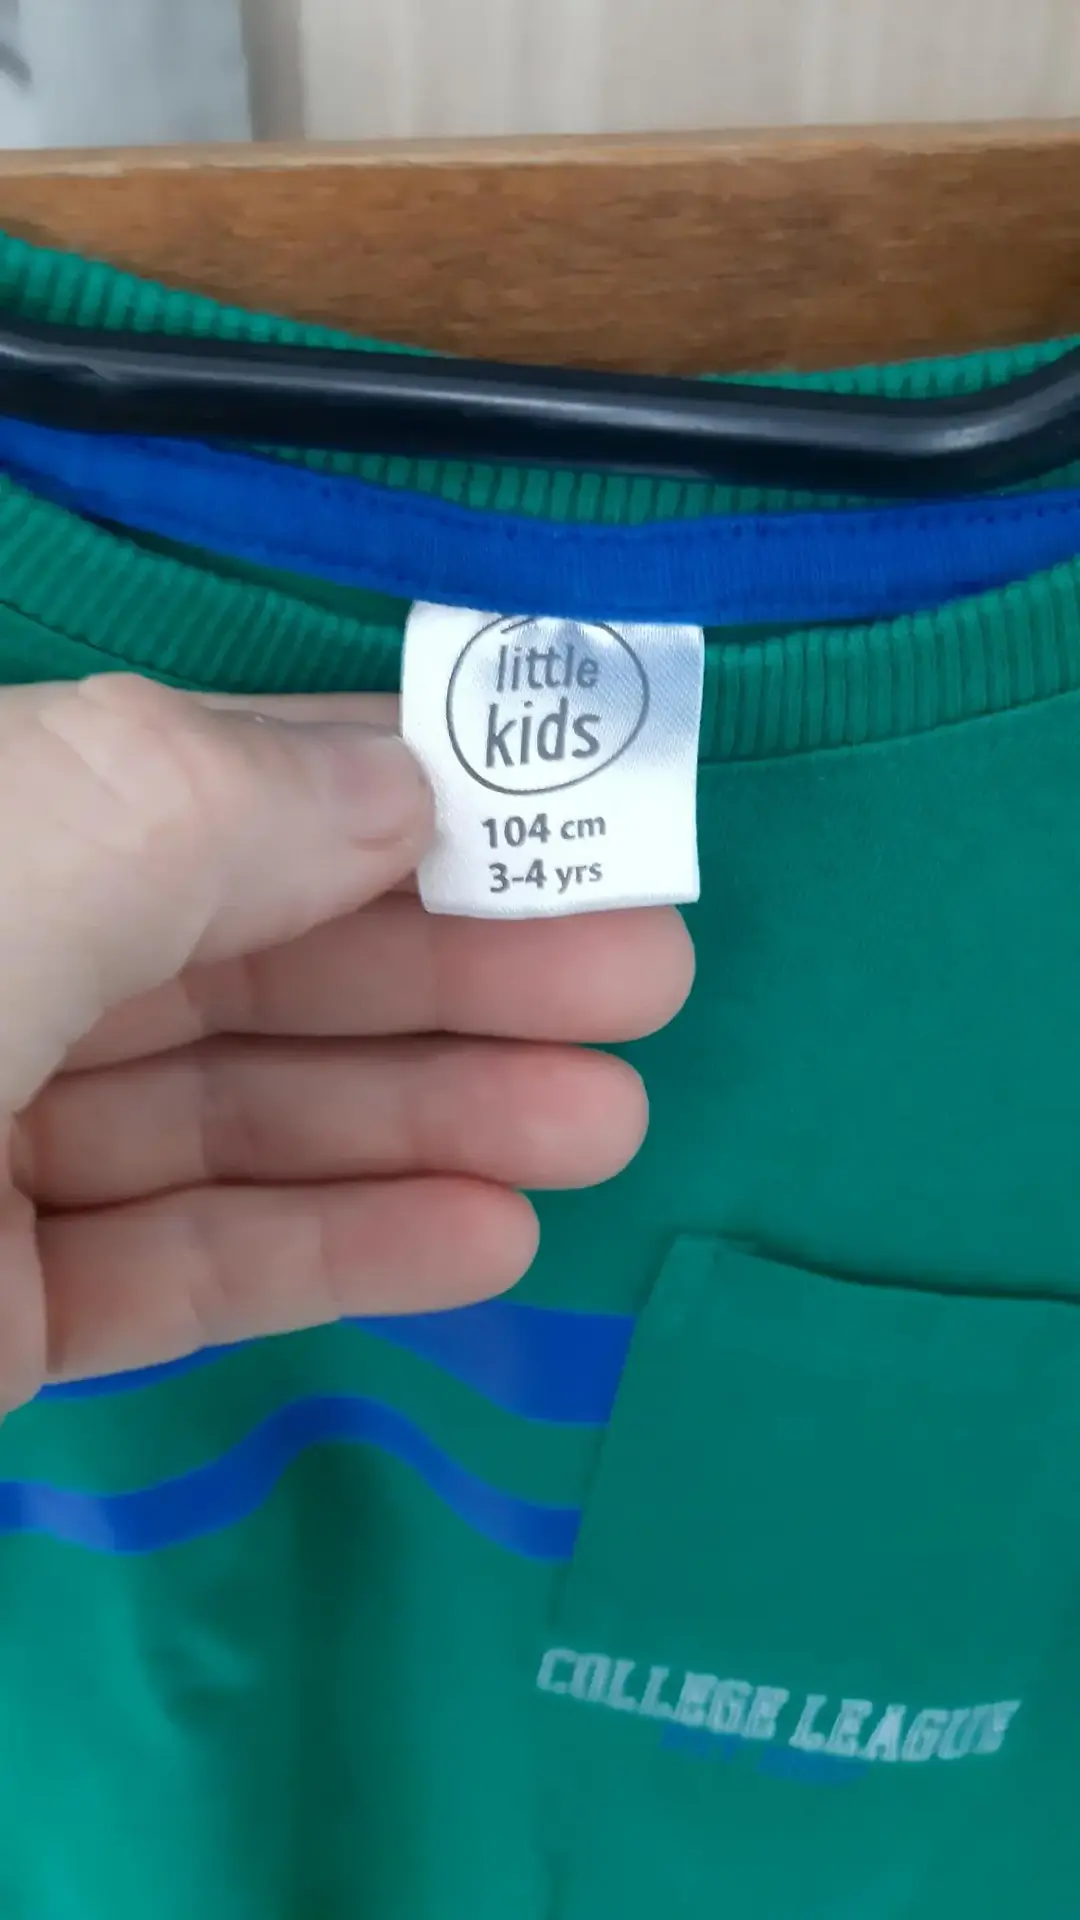 little
kids
104 cm
3-4 yrs
COLLEGE LEAGUE